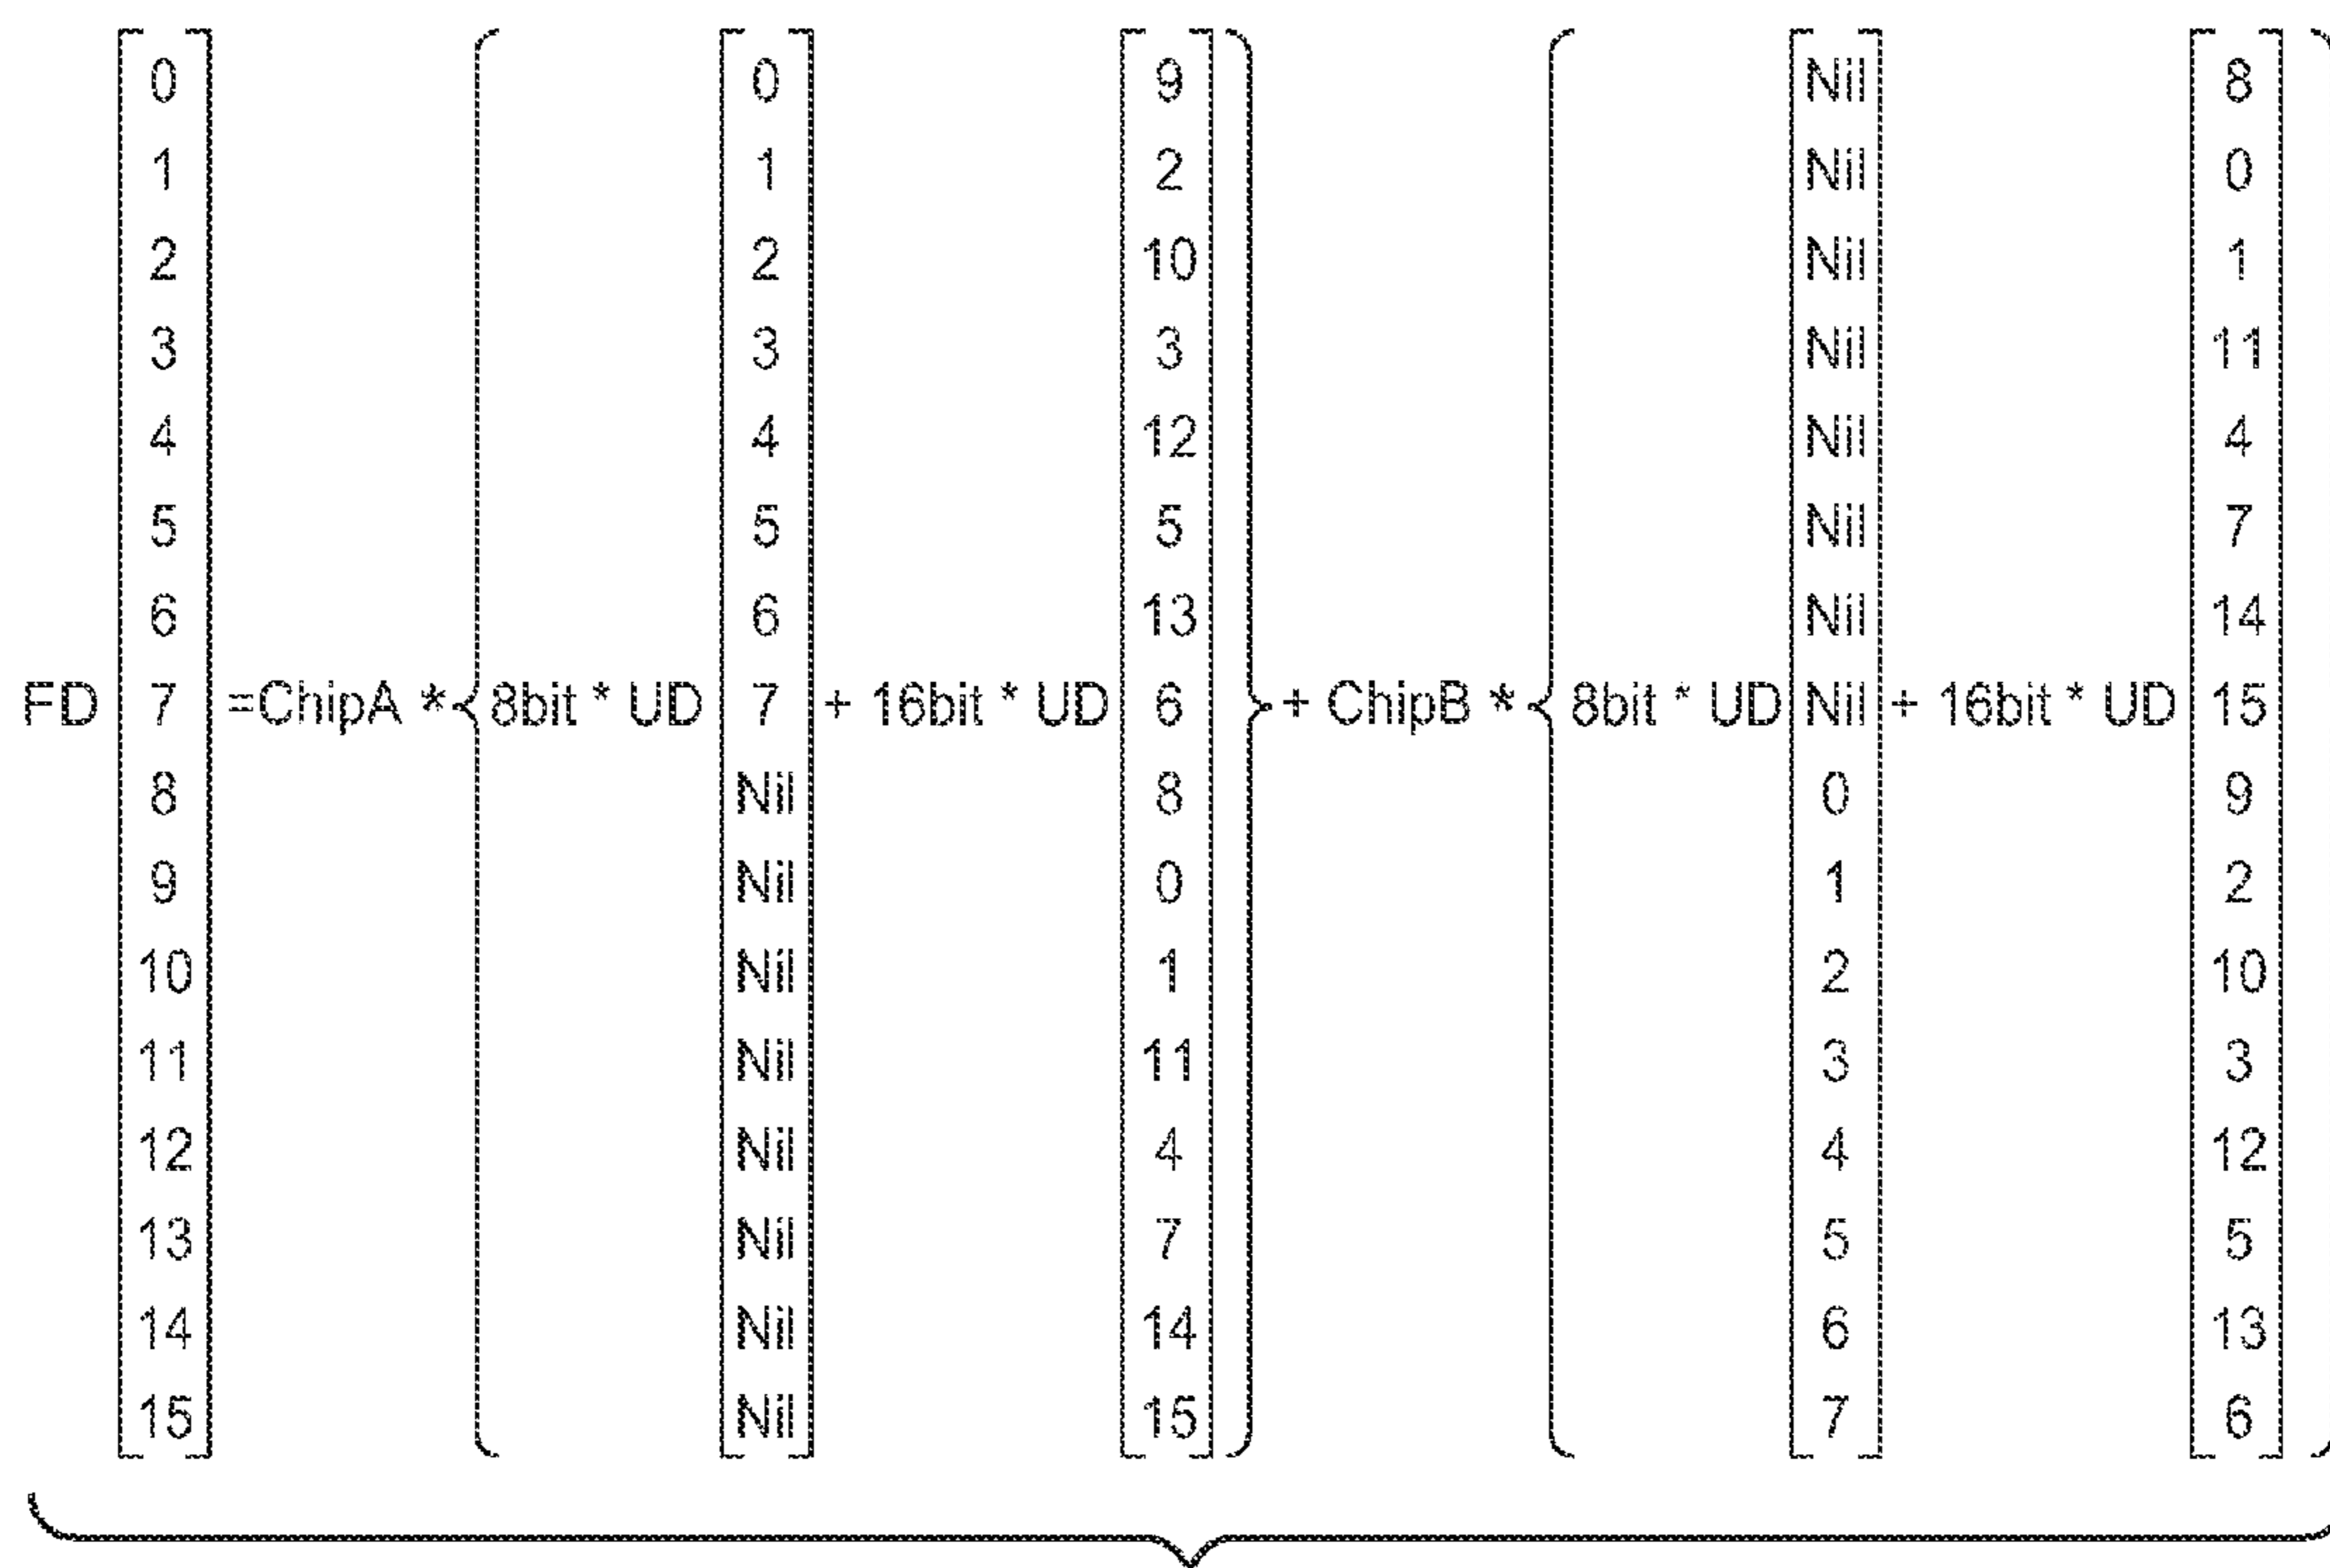 0 0 9 Nil 8
1 1 2 Nil 0
2 2 10 Nil 1
3 3 3 Nil 11
4 4 12 Nil 4
5 5 5 Nil 7
6 6 13 Nil 14
FD 7 =ChipA * { 8bit * UD 7 + 16bit * UD 6 } + ChipB * { 8bit * UD Nil + 16bit * UD 15
8 Nil 8 0 9
9 Nil 0 1 2
10 Nil 1 2 10
11 Nil 11 3 3
12 Nil 4 4 12
13 Nil 7 5 5
14 Nil 14 6 13
15 Nil 15 7 6